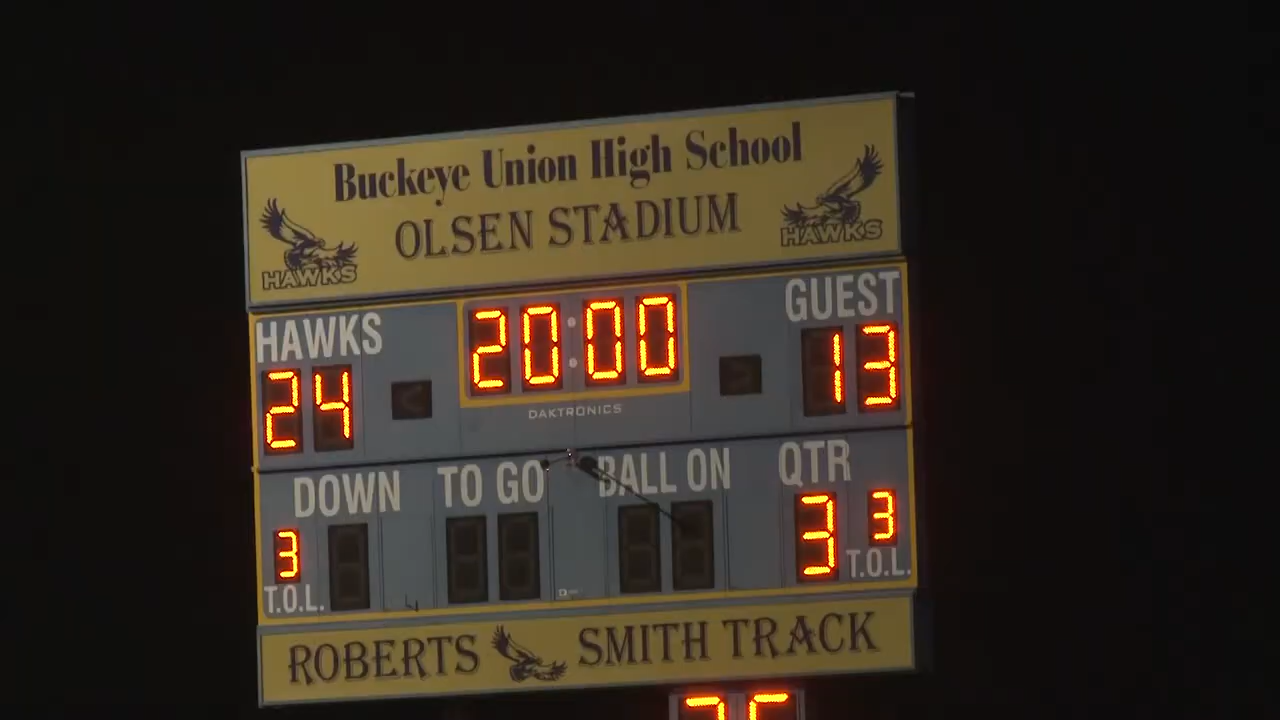 Buckeye Union High School
OLSEN STADIUM
HAWKS
HAWKS
HAWKS
20:00
GUEST
24
13
DAKTRONICS
DOWN
TO GO
BALL ON
QTR
3
3
3
T.O.L.
T.O.L.
ROBERTS
SMITH TRACK